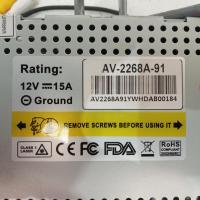 Rating:
12V ⎓ 15A
⊖ Ground
AV-2268A-91
AV2268A91YWHDAB00184
REMOVE SCREWS BEFORE USING IT
CLASS 1
LASER
CE FC FDA
RoHS